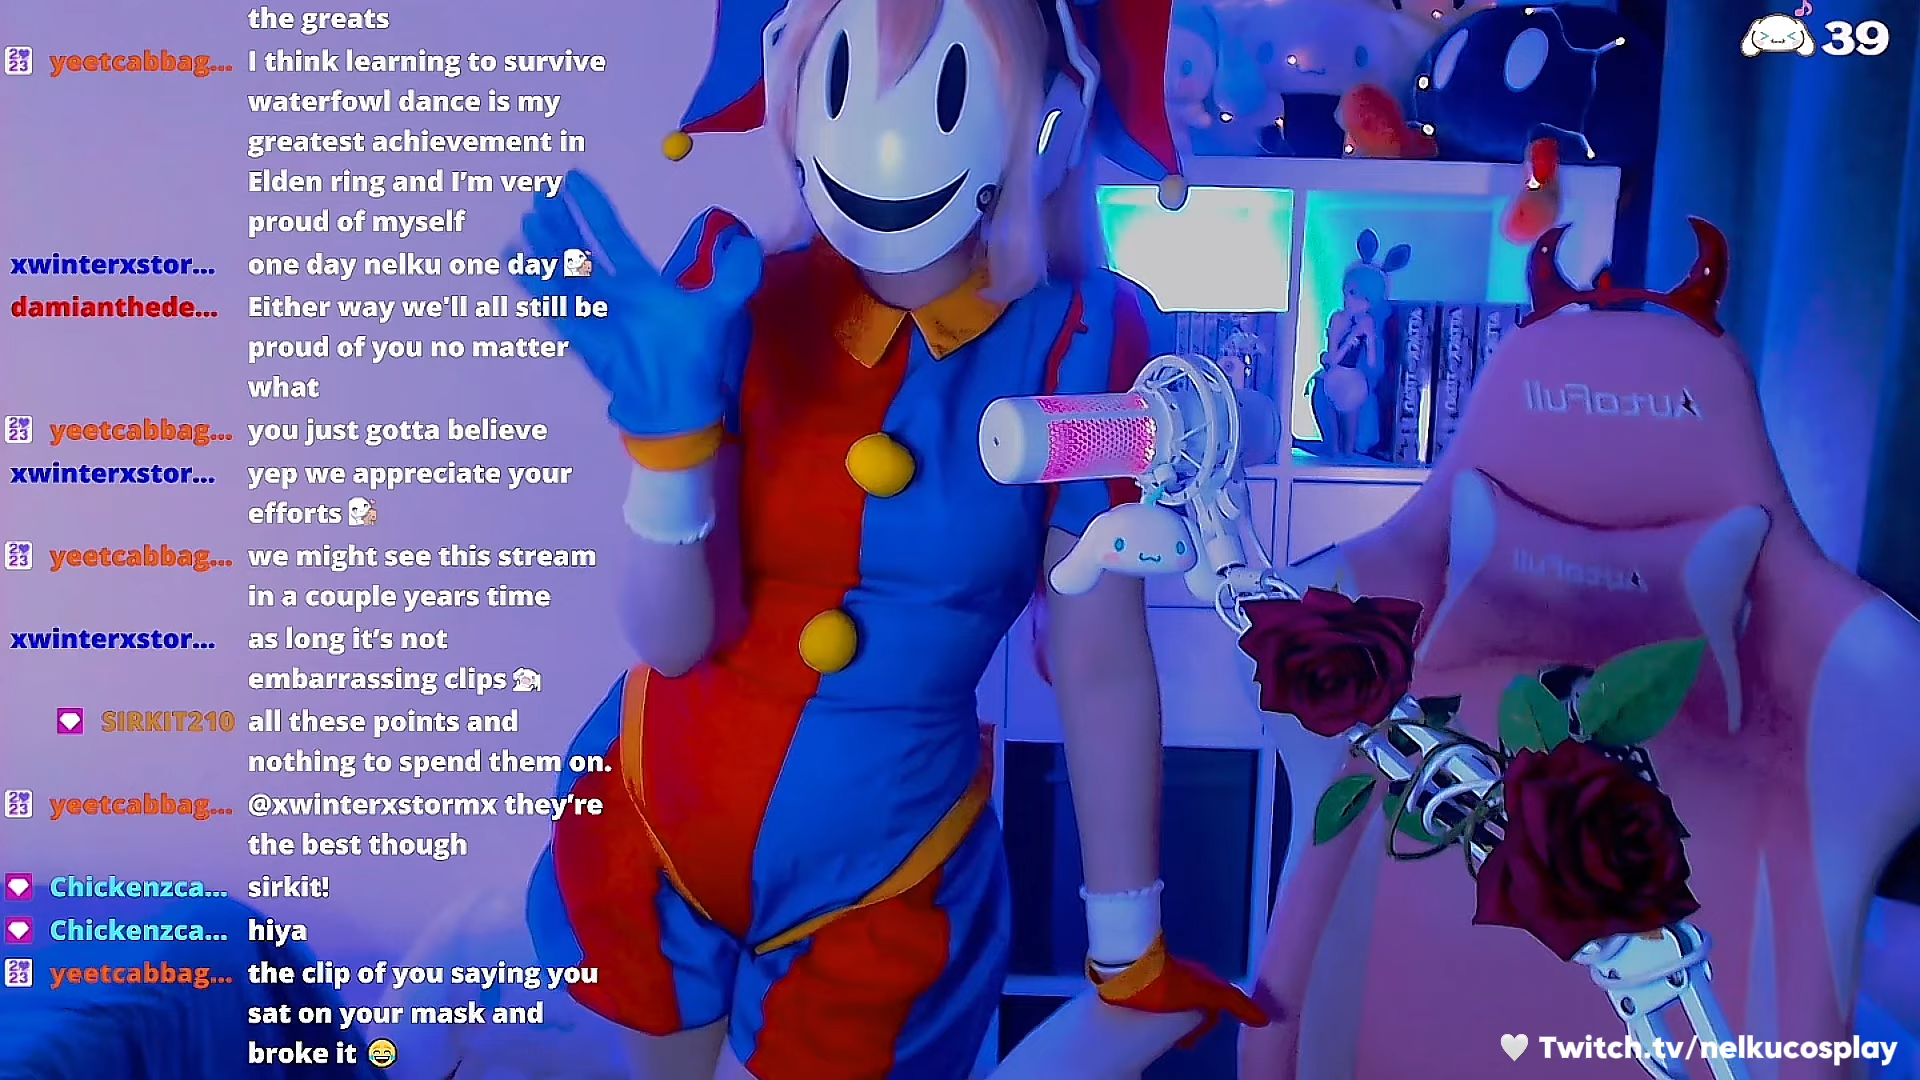 the greats
yeetcabbag... I think learning to survive
waterfowl dance is my
greatest achievement in
Elden ring and I'm very
proud of myself
xwinterxstor... one day nelku one day
damianthede... Either way we'll all still be
proud of you no matter
what
yeetcabbag... you just gotta believe
xwinterxstor... yep we appreciate your
efforts
yeetcabbag... we might see this stream
in a couple years time
xwinterxstor... as long it's not
embarrassing clips
SIRKIT210 all these points and
nothing to spend them on.
yeetcabbag... @xwinterxstormx they're
the best though
Chickenzca... sirkit!
Chickenzca... hiya
yeetcabbag... the clip of you saying you
sat on your mask and
broke it 😂
39
AutoFull
AutoFull
Twitch.tv/nelkucosplay